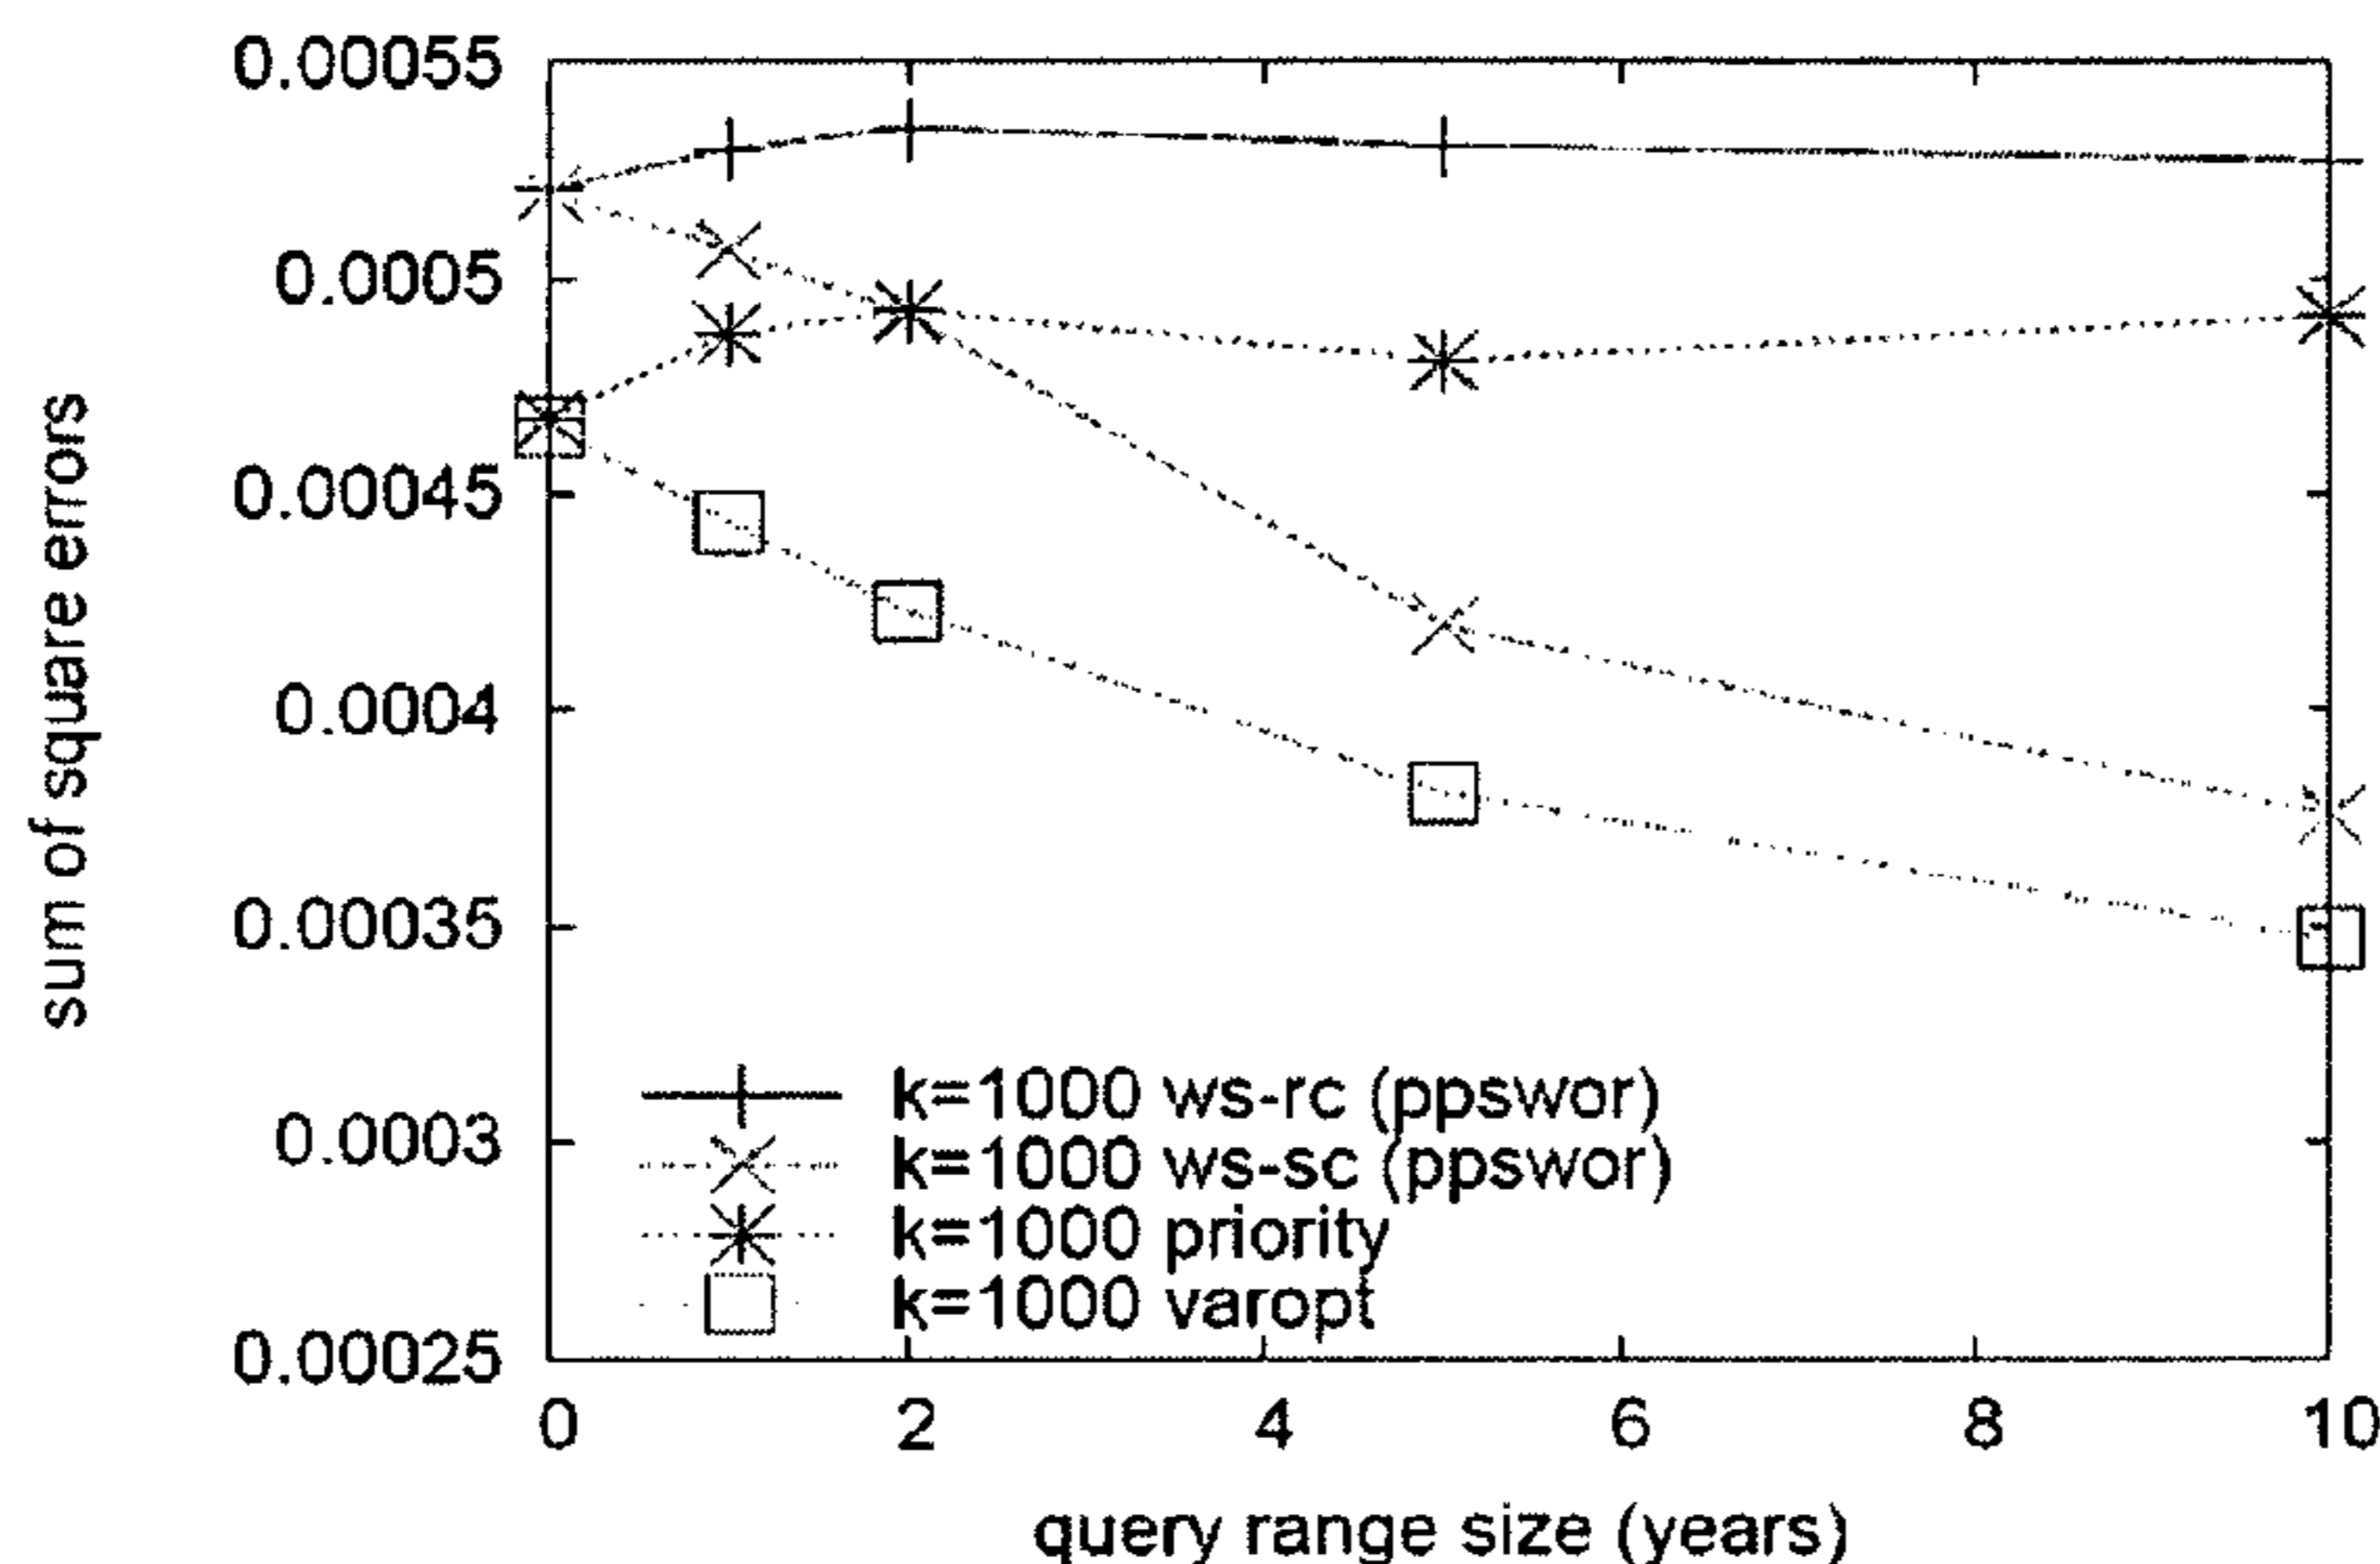 0.00055
0.0005
0.00045
0.0004
0.00035
0.0003
0.00025
sum of square errors
k=1000 ws-rc (ppswor)
k=1000 ws-sc (ppswor)
k=1000 priority
k=1000 varopt
0 2 4 6 8 10
query range size (years)